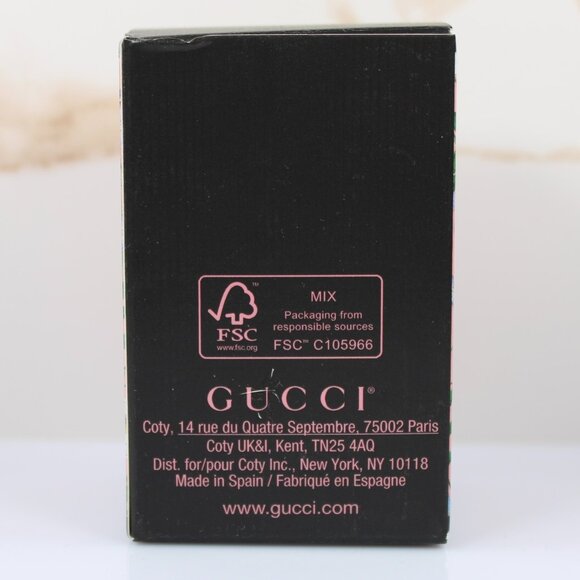 MIX
Packaging from
responsible sources
FSC™ C105966
™
FSC
www.fsc.org
GUCCI®
Coty, 14 rue du Quatre Septembre, 75002 Paris
Coty UK&I, Kent, TN25 4AQ
Dist. for/pour Coty Inc., New York, NY 10118
Made in Spain / Fabriqué en Espagne
www.gucci.com